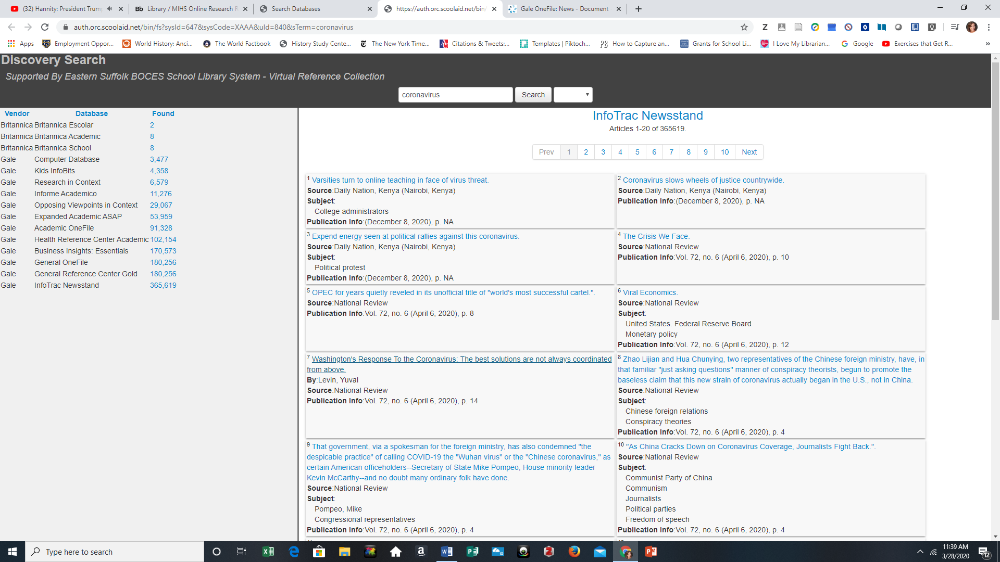 (32) Hannity: President Trump
Library / MIHS Online Research R
Search Databases
https://auth.orc.scoolaid.net/bin/
Gale OneFile: News - Document
auth.orc.scoolaid.net/bin/fs?sysId=647&sysCode=XAAA&uId=840&sTerm=coronavirus
Apps
Employment Oppor...
World History: Anci...
The World Factbook
History Study Cente...
The New York Time...
Citations & Tweets:...
Templates | Piktoch...
How to Capture an...
Grants for School Li...
I Love My Librarian...
Google
Exercises that Get R...
Discovery Search
Supported By Eastern Suffolk BOCES School Library System - Virtual Reference Collection
coronavirus
Search
Vendor Database Found
Britannica Britannica Escolar 2
Britannica Britannica Academic 8
Britannica Britannica School 8
Gale Computer Database 3,477
Gale Kids InfoBits 4,358
Gale Research in Context 6,579
Gale Informe Academico 11,276
Gale Opposing Viewpoints in Context 29,067
Gale Expanded Academic ASAP 53,959
Gale Academic OneFile 91,328
Gale Health Reference Center Academic 102,154
Gale Business Insights: Essentials 170,573
Gale General OneFile 180,256
Gale General Reference Center Gold 180,256
Gale InfoTrac Newsstand 365,619
InfoTrac Newsstand
Articles 1-20 of 365619.
Prev 1 2 3 4 5 6 7 8 9 10 Next
1 Varsities turn to online teaching in face of virus threat.
Source:Daily Nation, Kenya (Nairobi, Kenya)
Subject:
College administrators
Publication Info:(December 8, 2020), p. NA
2 Coronavirus slows wheels of justice countrywide.
Source:Daily Nation, Kenya (Nairobi, Kenya)
Publication Info:(December 8, 2020), p. NA
3 Expend energy seen at political rallies against this coronavirus.
Source:Daily Nation, Kenya (Nairobi, Kenya)
Subject:
Political protest
Publication Info:(December 8, 2020), p. NA
4 The Crisis We Face.
Source:National Review
Publication Info:Vol. 72, no. 6 (April 6, 2020), p. 10
5 OPEC for years quietly reveled in its unofficial title of "world's most successful cartel.".
Source:National Review
Publication Info:Vol. 72, no. 6 (April 6, 2020), p. 8
6 Viral Economics.
Source:National Review
Subject:
United States. Federal Reserve Board
Monetary policy
Publication Info:Vol. 72, no. 6 (April 6, 2020), p. 12
7 Washington's Response To the Coronavirus: The best solutions are not always coordinated
from above.
By:Levin, Yuval
Source:National Review
Publication Info:Vol. 72, no. 6 (April 6, 2020), p. 14
8 Zhao Lijian and Hua Chunying, two representatives of the Chinese foreign ministry, have, in
that familiar "just asking questions" manner of conspiracy theorists, begun to promote the
baseless claim that this new strain of coronavirus actually began in the U.S., not in China.
Source:National Review
Subject:
Chinese foreign relations
Conspiracy theories
Publication Info:Vol. 72, no. 6 (April 6, 2020), p. 4
9 That government, via a spokesman for the foreign ministry, has also condemned "the
despicable practice" of calling COVID-19 the "Wuhan virus" or the "Chinese coronavirus," as
certain American officeholders--Secretary of State Mike Pompeo, House minority leader
Kevin McCarthy--and no doubt many ordinary folk have done.
Source:National Review
Subject:
Pompeo, Mike
Congressional representatives
Publication Info:Vol. 72, no. 6 (April 6, 2020), p. 4
10 "As China Cracks Down on Coronavirus Coverage, Journalists Fight Back.".
Source:National Review
Subject:
Communist Party of China
Communism
Journalists
Political parties
Freedom of speech
Publication Info:Vol. 72, no. 6 (April 6, 2020), p. 4
Type here to search
11:39 AM
3/28/2020
12